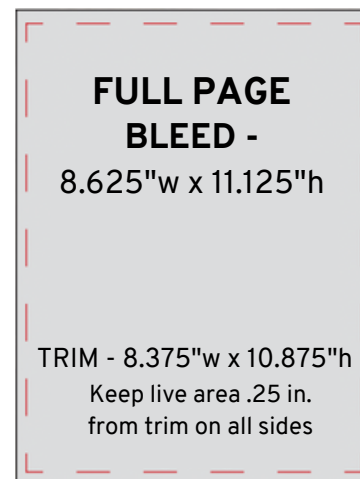 FULL PAGE
BLEED -
8.625"w x 11.125"h
TRIM - 8.375"w x 10.875"h
Keep live area .25 in.
from trim on all sides